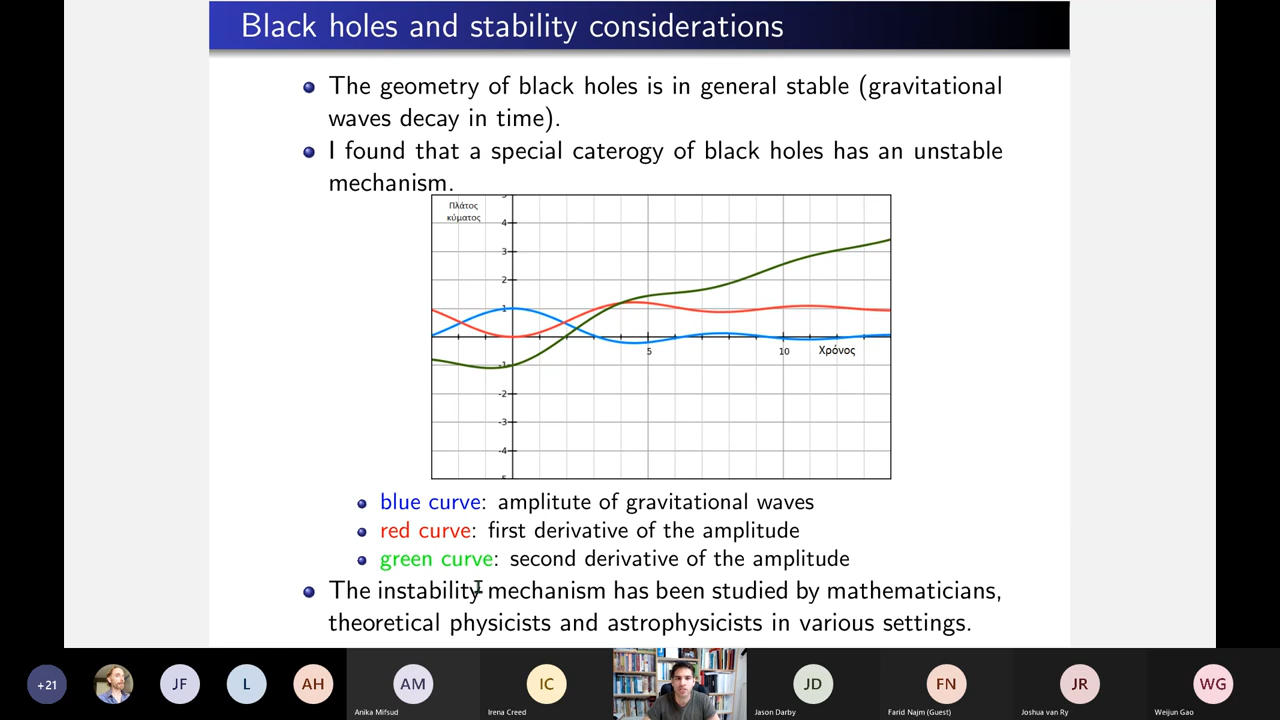 Black holes and stability considerations
The geometry of black holes is in general stable (gravitational
waves decay in time).
I found that a special caterogy of black holes has an unstable
mechanism.
Πλάτος
κύματος
4
3
2
1
-1
-2
-3
-4
5
10
Χρόνος
blue curve: amplitute of gravitational waves
red curve: first derivative of the amplitude
green curve: second derivative of the amplitude
The instability mechanism has been studied by mathematicians,
theoretical physicists and astrophysicists in various settings.
+21
JF
L
AH
AM
Anika Mifsud
IC
Irena Creed
JD
Jason Darby
FN
Farid Najm (Guest)
JR
Joshua van Ry
WG
Weijun Gao